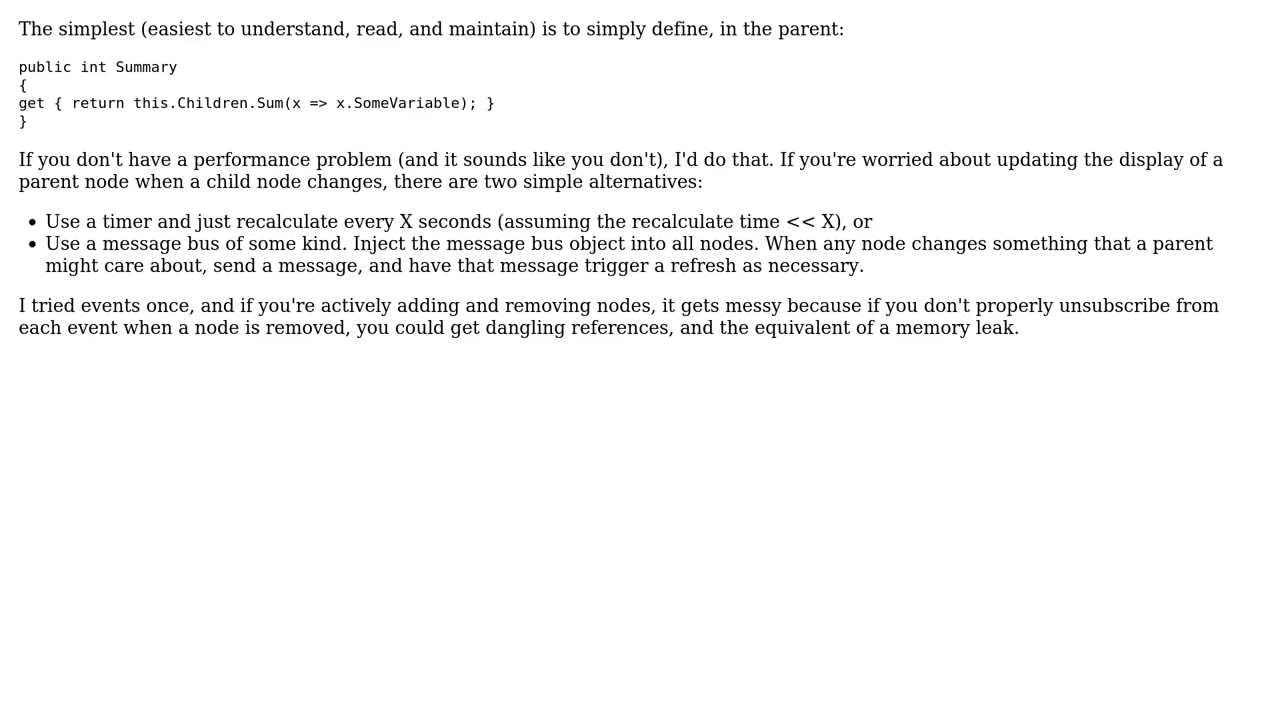 The simplest (easiest to understand, read, and maintain) is to simply define, in the parent:
public int Summary
{
get { return this.Children.Sum(x => x.SomeVariable); }
}
If you don't have a performance problem (and it sounds like you don't), I'd do that. If you're worried about updating the display of a
parent node when a child node changes, there are two simple alternatives:
• Use a timer and just recalculate every X seconds (assuming the recalculate time << X), or
• Use a message bus of some kind. Inject the message bus object into all nodes. When any node changes something that a parent
might care about, send a message, and have that message trigger a refresh as necessary.
I tried events once, and if you're actively adding and removing nodes, it gets messy because if you don't properly unsubscribe from
each event when a node is removed, you could get dangling references, and the equivalent of a memory leak.